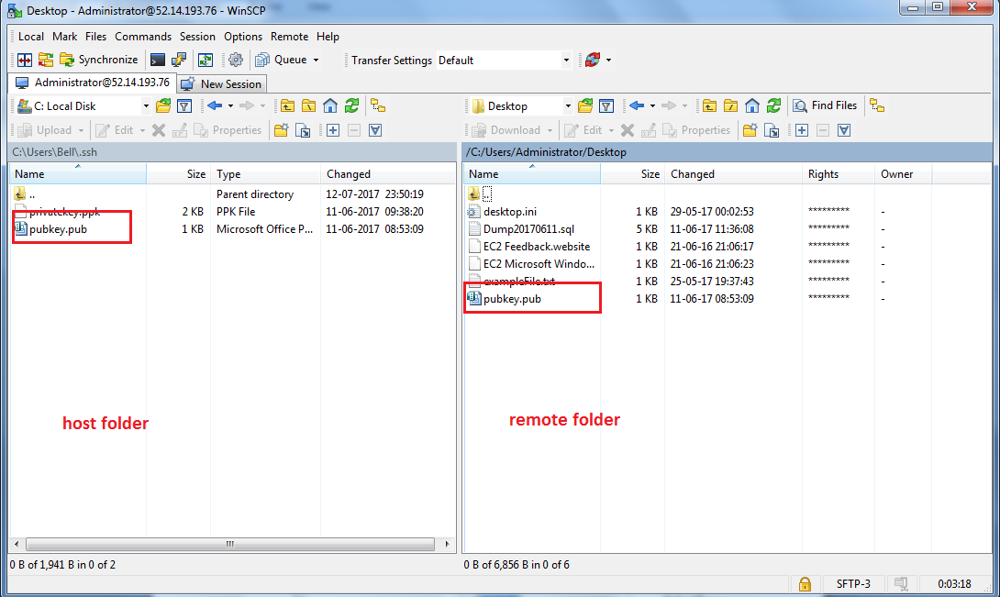 Desktop - Administrator@52.14.193.76 - WinSCP
Local Mark Files Commands Session Options Remote Help
Synchronize Queue Transfer Settings Default
Administrator@52.14.193.76 New Session
C: Local Disk Desktop Find Files
Upload Edit Properties Download Edit Properties
C:\Users\Bell\.ssh /C:/Users/Administrator/Desktop
Name Size Type Changed Name Size Changed Rights Owner
.. Parent directory 12-07-2017 23:50:19 ..
privatekey.ppk 2 KB PPK File 11-06-2017 09:38:20 desktop.ini 1 KB 29-05-17 00:02:53 ********* -
pubkey.pub 1 KB Microsoft Office P... 11-06-2017 08:53:09 Dump20170611.sql 5 KB 11-06-17 11:36:08 ********* -
EC2 Feedback.website 1 KB 21-06-16 21:06:17 ********* -
EC2 Microsoft Windo... 1 KB 21-06-16 21:06:23 ********* -
exampleFile.txt 1 KB 25-05-17 19:37:43 ********* -
pubkey.pub 1 KB 11-06-17 08:53:09 ********* -
host folder remote folder
0 B of 1,941 B in 0 of 2 0 B of 6,856 B in 0 of 6
SFTP-3 0:03:18